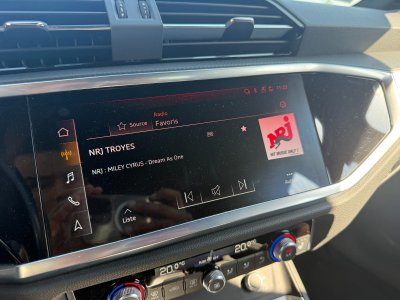 Radio
Source
Favoris
NRJ TROYES
NRJ : MILEY CYRUS - Dream As One
NRJ
HIT MUSIC ONLY !
Liste
20.0
20.0